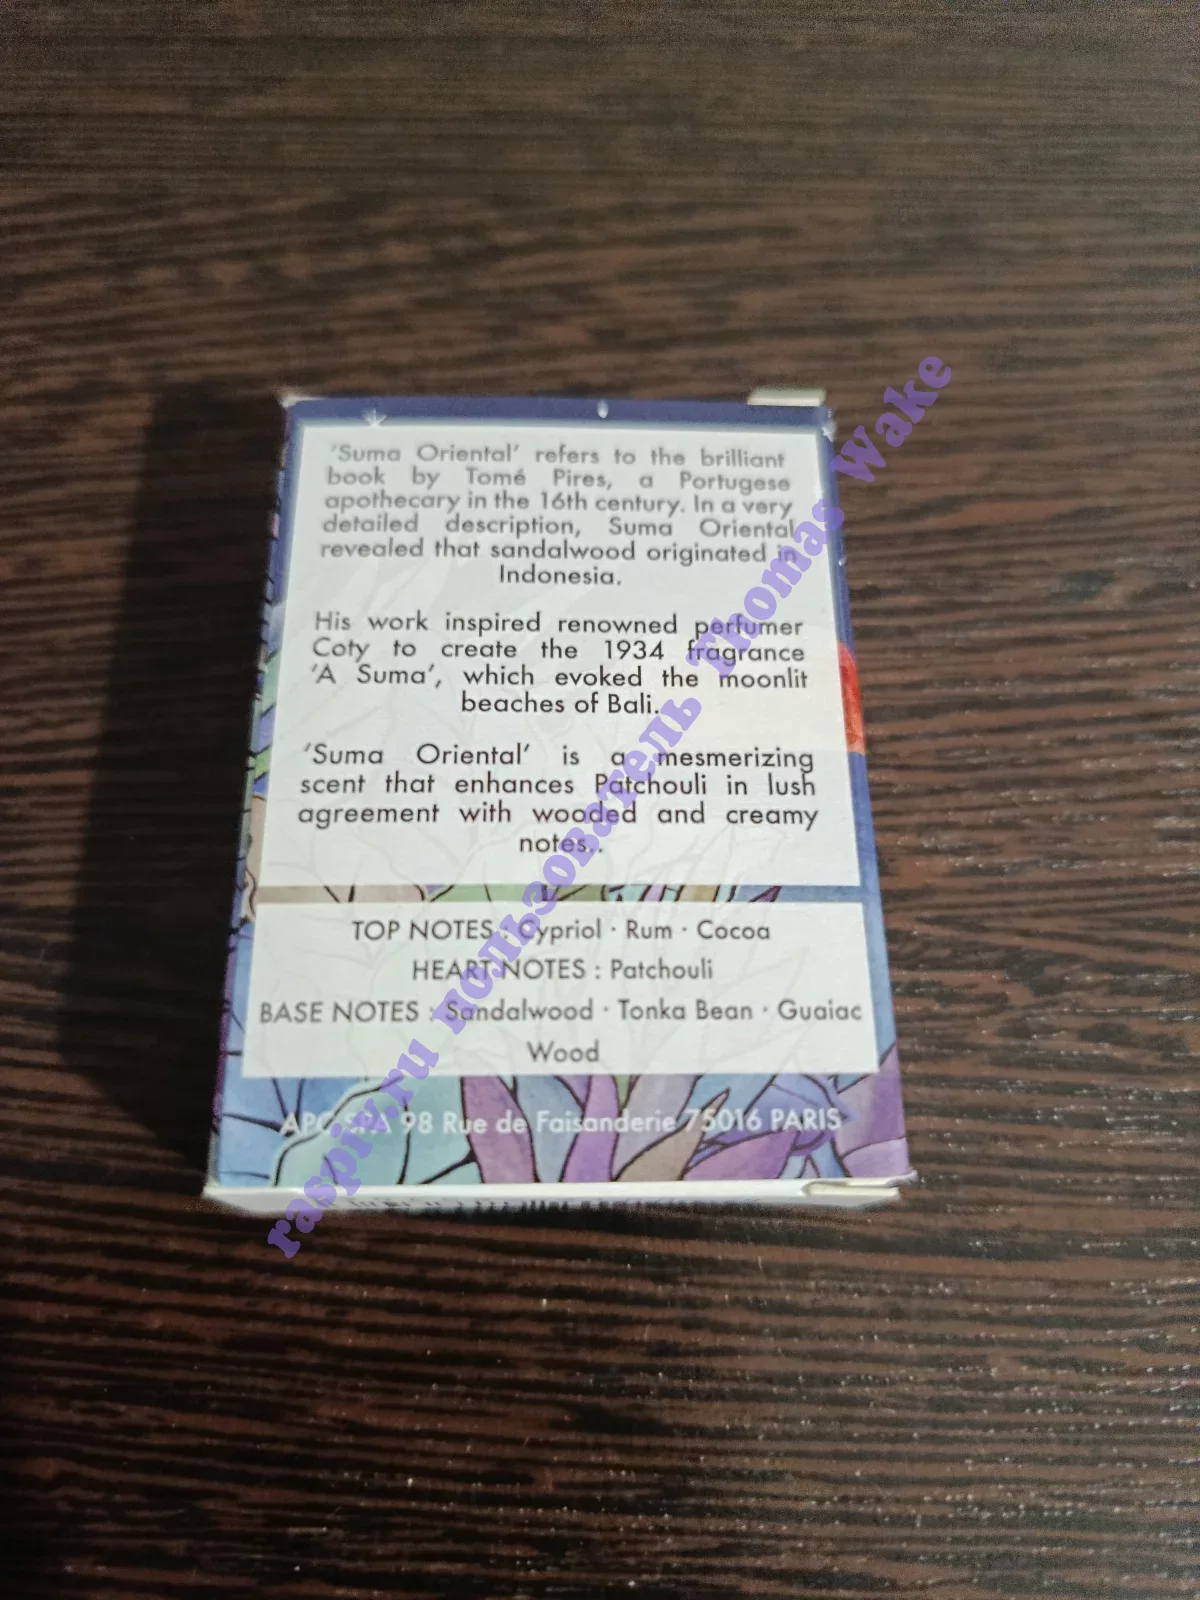 'Suma Oriental' refers to the brilliant
book by Tomé Pires, a Portugese
apothecary in the 16th century. In a very
detailed description, Suma Oriental
revealed that sandalwood originated in
Indonesia.
His work inspired renowned perfumer
Coty to create the 1934 fragrance
'A Suma', which evoked the moonlit
beaches of Bali.
'Suma Oriental' is a mesmerizing
scent that enhances Patchouli in lush
agreement with wooded and creamy
notes..
TOP NOTES : Cypriol · Rum · Cocoa
HEART NOTES : Patchouli
BASE NOTES : Sandalwood · Tonka Bean · Guaiac
Wood
APC SPA 98 Rue de Faisanderie 75016 PARIS
raspiv.ru пользователь Thomas Wake